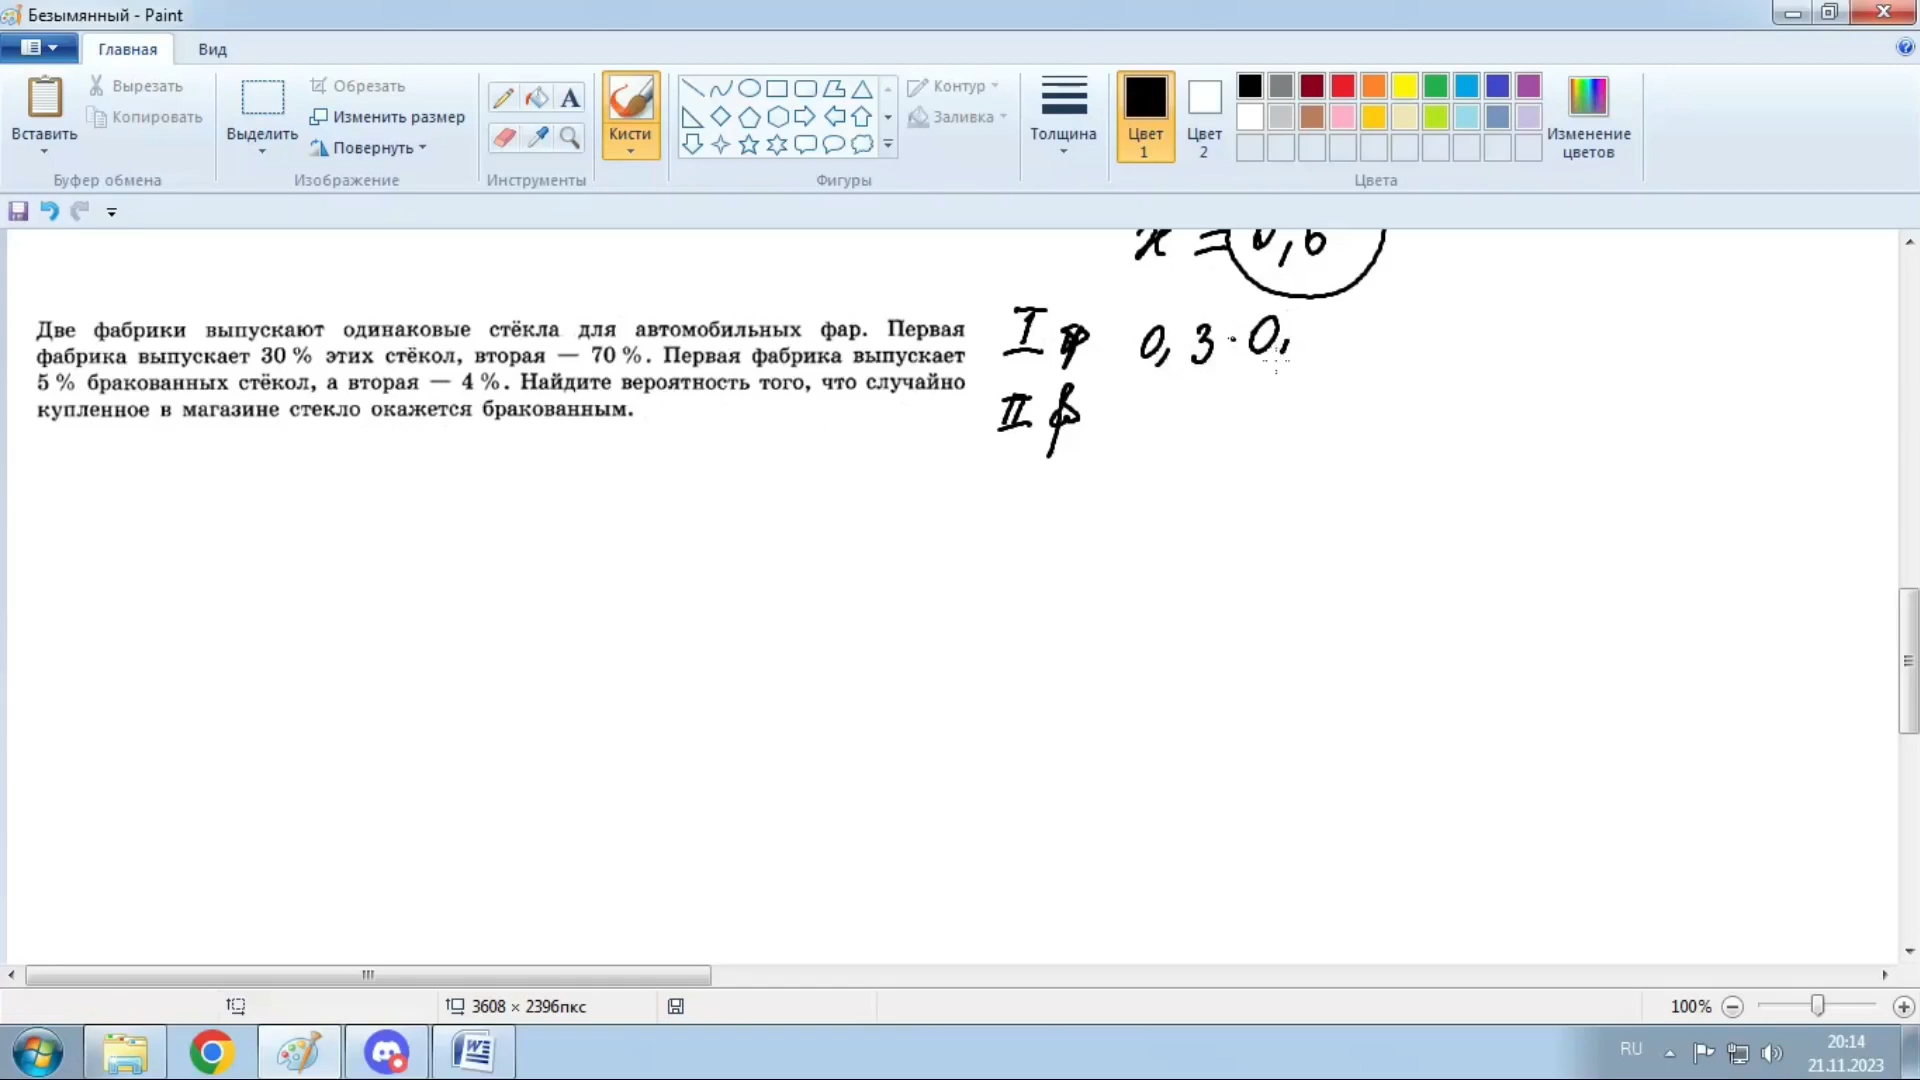 Безымянный - Paint
Главная
Вид
Вставить
Вырезать
Копировать
Буфер обмена
Выделить
Обрезать
Изменить размер
Повернуть
Изображение
Инструменты
Кисти
Фигуры
Контур
Заливка
Толщина
Цвет 1
Цвет 2
Цвета
Изменение цветов
Две фабрики выпускают одинаковые стёкла для автомобильных фар. Первая
фабрика выпускает 30 % этих стёкол, вторая — 70 %. Первая фабрика выпускает
5 % бракованных стёкол, а вторая — 4 %. Найдите вероятность того, что случайно
купленное в магазине стекло окажется бракованным.
x = 0,6
I ф 0,3 · 0,
II ф
3608 × 2396пкс
100%
RU
20:14
21.11.2023